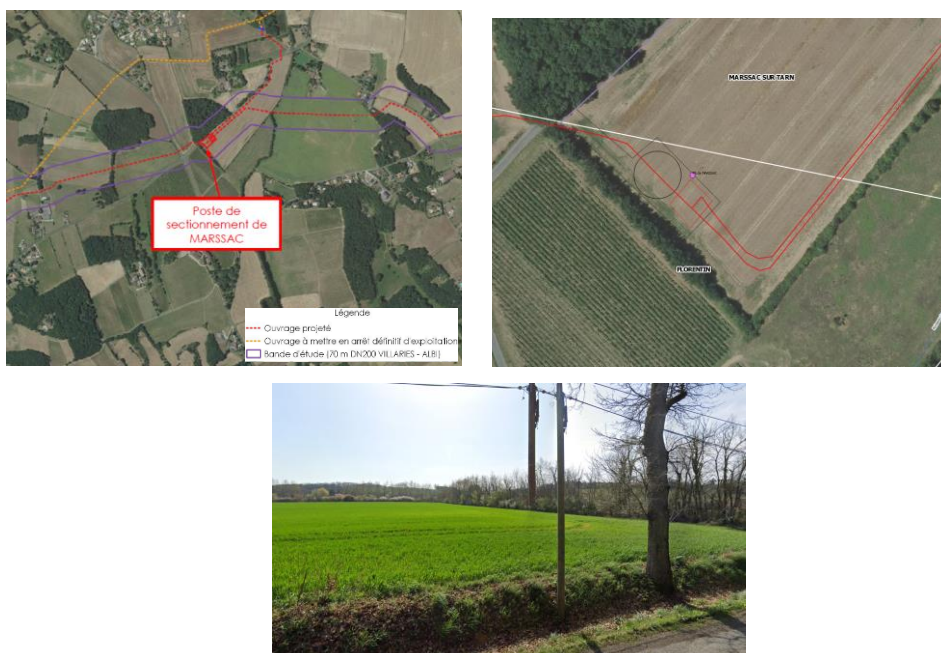 Poste de
sectionnement de
MARSSAC
Légende
Ouvrage projeté
Ouvrage à mettre en arrêt définitif d'exploitation
Bande d'étude (70 m DN200 VILLARIES - ALBI)
MARSSAC SUR TARN
FLORENTIN